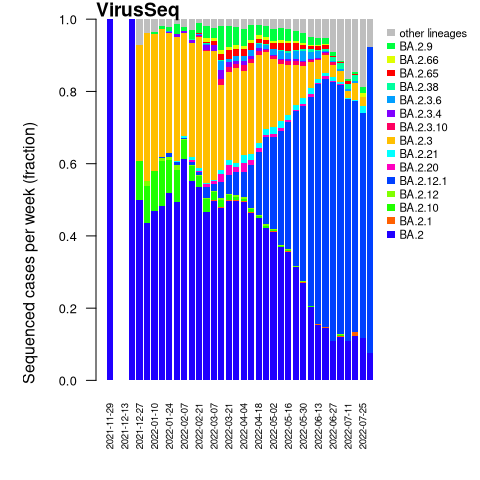 VirusSeq
Sequenced cases per week (fraction)
1.0
0.8
0.6
0.4
0.2
0.0
2021-11-29
2021-12-13
2021-12-27
2022-01-10
2022-01-24
2022-02-07
2022-02-21
2022-03-07
2022-03-21
2022-04-04
2022-04-18
2022-05-02
2022-05-16
2022-05-30
2022-06-13
2022-06-27
2022-07-11
2022-07-25
other lineages
BA.2.9
BA.2.66
BA.2.65
BA.2.38
BA.2.3.6
BA.2.3.4
BA.2.3.10
BA.2.3
BA.2.21
BA.2.20
BA.2.12.1
BA.2.12
BA.2.10
BA.2.1
BA.2